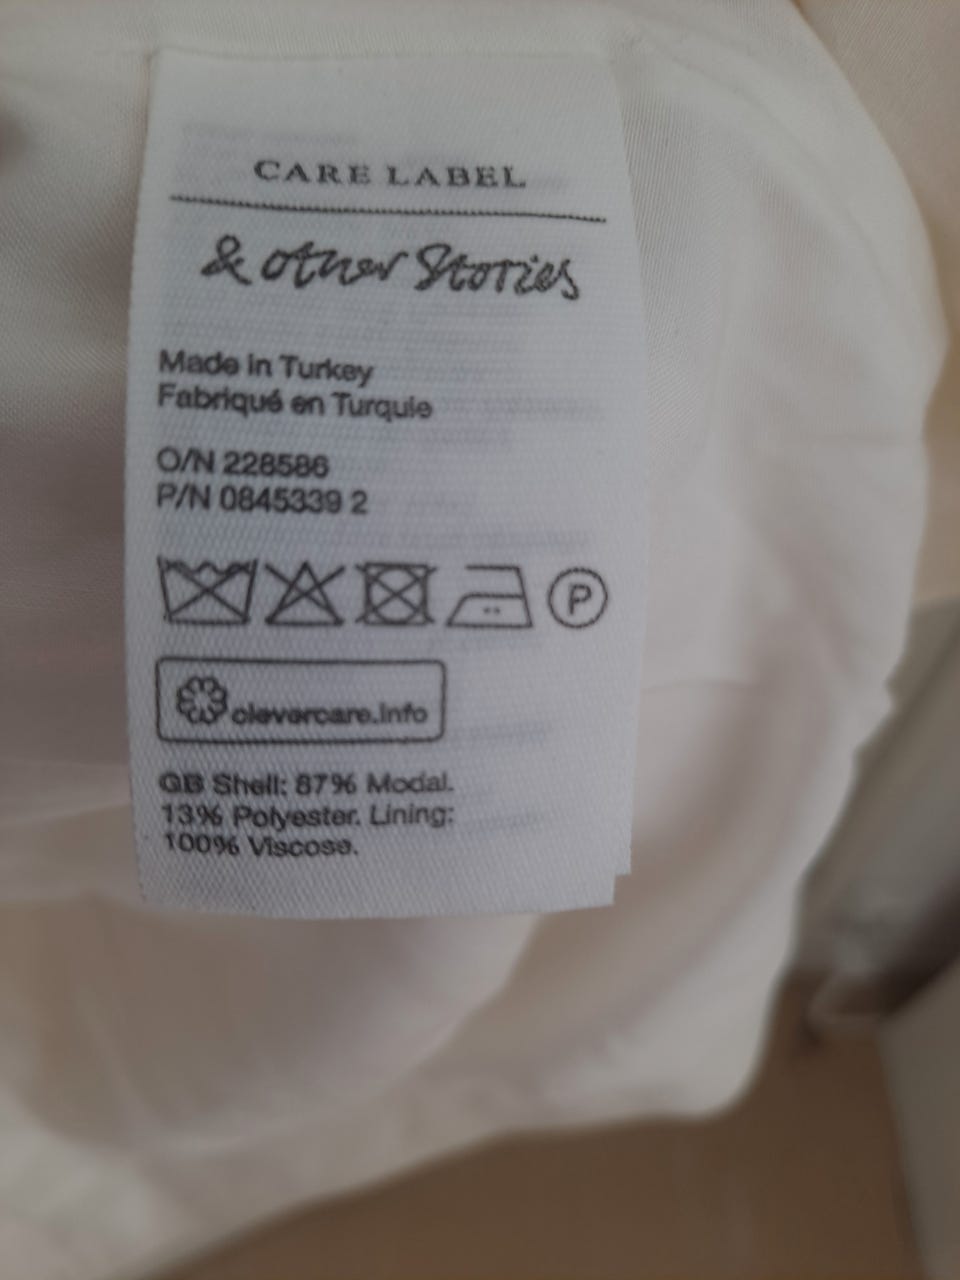 CARE LABEL
& other Stories
Made in Turkey
Fabriqué en Turquie
O/N 228586
P/N 0845339 2
P
clevercare.info
GB Shell: 87% Modal.
13% Polyester. Lining:
100% Viscose.